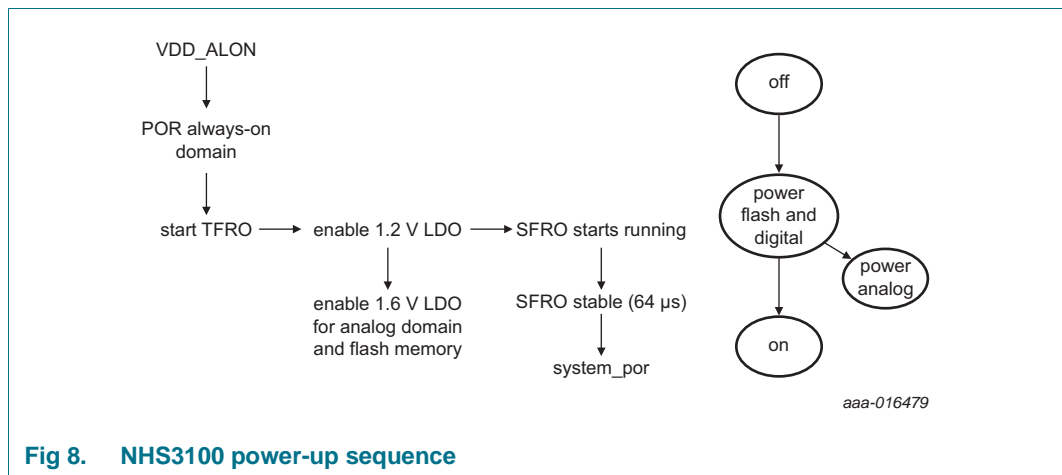 VDD_ALON
POR always-on
domain
start TFRO
enable 1.2 V LDO
SFRO starts running
enable 1.6 V LDO
for analog domain
and flash memory
SFRO stable (64 μs)
system_por
off
power
flash and
digital
power
analog
on
aaa-016479
Fig 8. NHS3100 power-up sequence